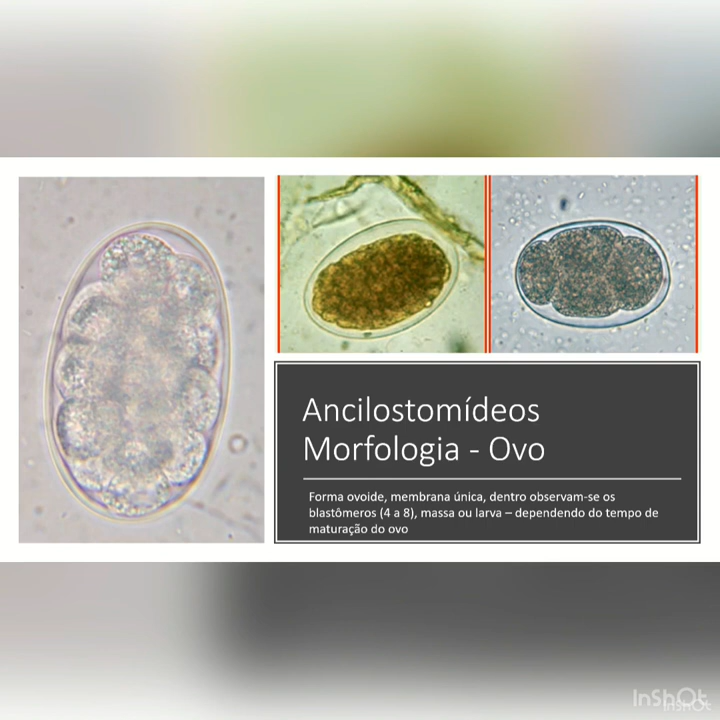 Ancilostomídeos
Morfologia - Ovo
Forma ovoide, membrana única, dentro observam-se os
blastômeros (4 a 8), massa ou larva – dependendo do tempo de
maturação do ovo
InShOt
InShOt